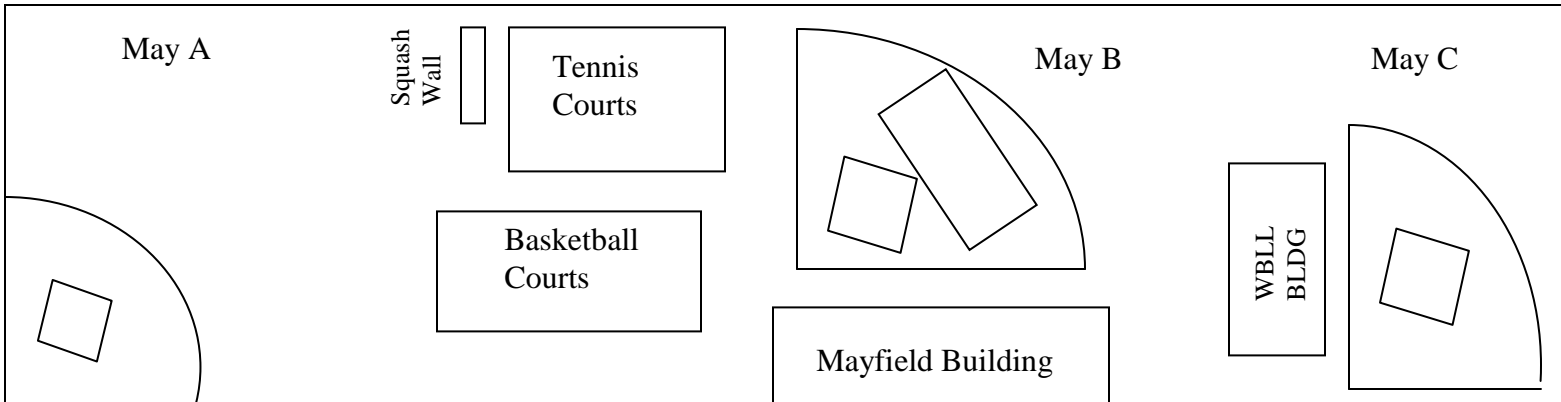 May A
Squash
Wall
Tennis
Courts
May B
May C
Basketball
Courts
WBLL
BLDG
Mayfield Building